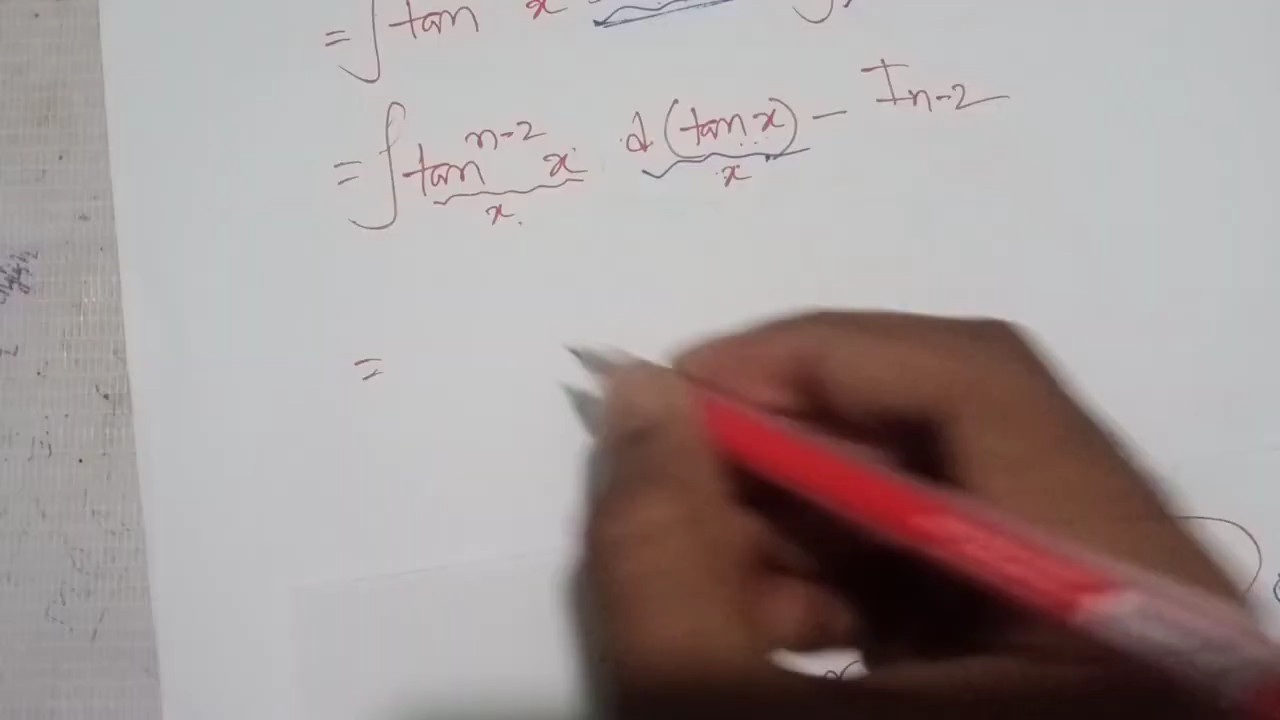 = ∫ tan x
= ∫ tan^{n-2} x d(tan x) - I_{n-2}
x. x
=